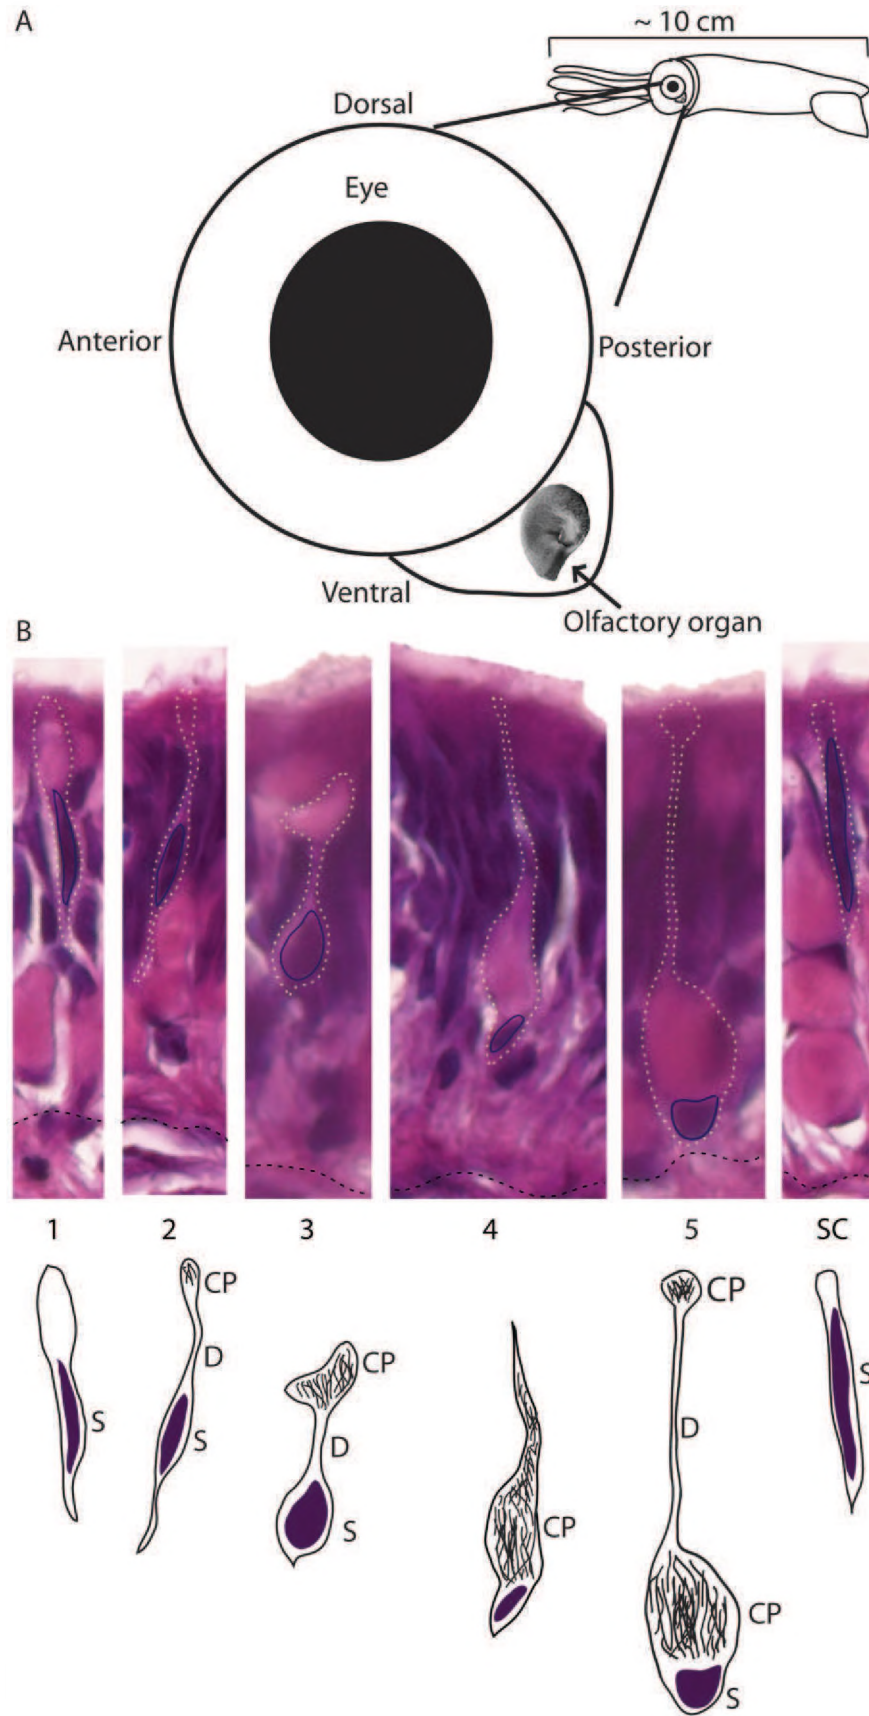 A
~ 10 cm
Dorsal
Eye
Anterior
Posterior
Ventral
Olfactory organ
B
1 2 3 4 5 SC
CP
CP
CP
D
S
S
D
D
S
S
CP
CP
S